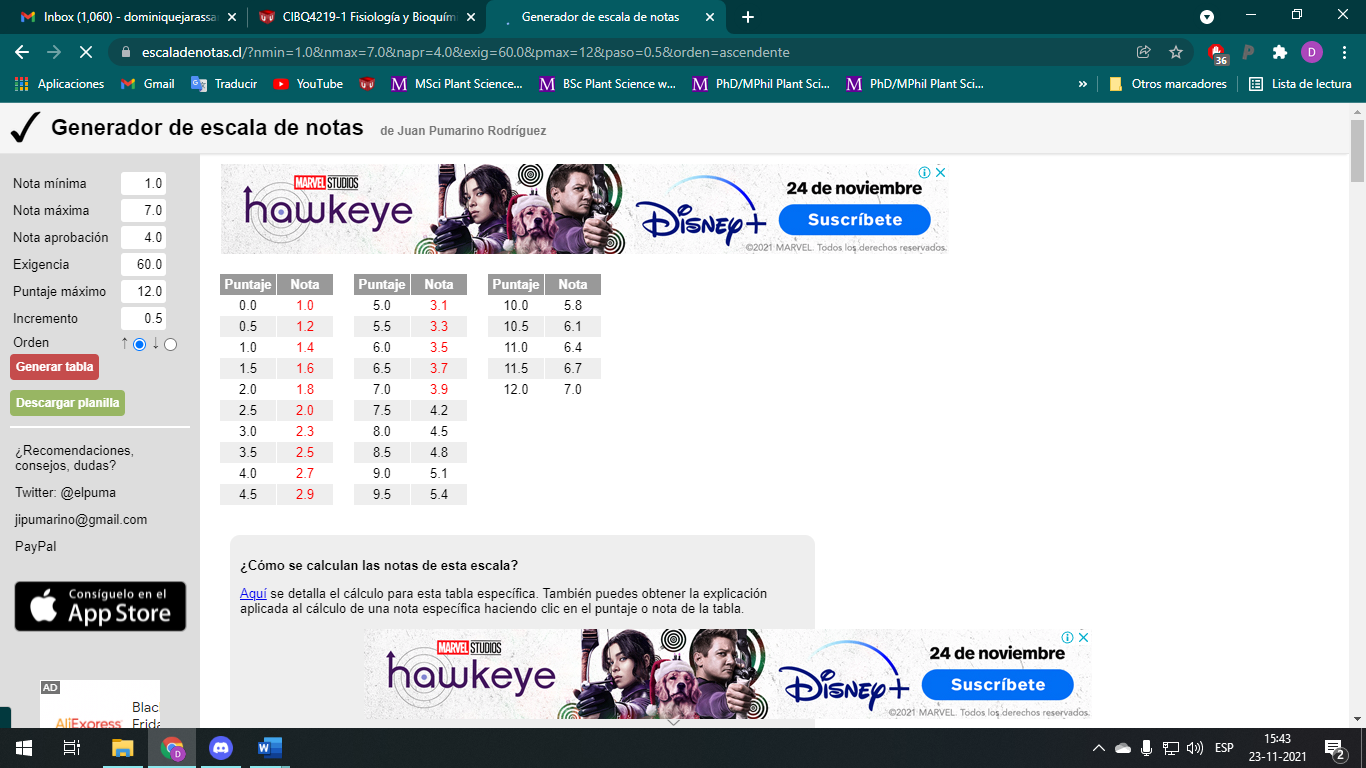 Inbox (1,060) - dominiquejarassa
CIBQ4219-1 Fisiología y Bioquími
Generador de escala de notas
escaladenotas.cl/?nmin=1.0&nmax=7.0&napr=4.0&exig=60.0&pmax=12&paso=0.5&orden=ascendente
D
36
Aplicaciones
Gmail
Traducir
YouTube
MSci Plant Science...
BSc Plant Science w...
PhD/MPhil Plant Sci...
PhD/MPhil Plant Sci...
»
Otros marcadores
Lista de lectura
Generador de escala de notas
de Juan Pumarino Rodríguez
Nota mínima 1.0
Nota máxima 7.0
Nota aprobación 4.0
Exigencia 60.0
Puntaje máximo 12.0
Incremento 0.5
Orden ↑ ↓
Generar tabla
Descargar planilla
¿Recomendaciones,
consejos, dudas?
Twitter: @elpuma
jipumarino@gmail.com
PayPal
Consíguelo en el
App Store
AD
Blac
AliExpress Frida
MARVEL STUDIOS
hawkeye
Disney+
24 de noviembre
Suscríbete
©2021 MARVEL. Todos los derechos reservados.
Puntaje Nota
0.0 1.0
0.5 1.2
1.0 1.4
1.5 1.6
2.0 1.8
2.5 2.0
3.0 2.3
3.5 2.5
4.0 2.7
4.5 2.9
Puntaje Nota
5.0 3.1
5.5 3.3
6.0 3.5
6.5 3.7
7.0 3.9
7.5 4.2
8.0 4.5
8.5 4.8
9.0 5.1
9.5 5.4
Puntaje Nota
10.0 5.8
10.5 6.1
11.0 6.4
11.5 6.7
12.0 7.0
¿Cómo se calculan las notas de esta escala?
Aquí se detalla el cálculo para esta tabla específica. También puedes obtener la explicación
aplicada al cálculo de una nota específica haciendo clic en el puntaje o nota de la tabla.
MARVEL STUDIOS
hawkeye
Disney+
24 de noviembre
Suscríbete
©2021 MARVEL. Todos los derechos reservados.
D
W
ESP
15:43
23-11-2021
2